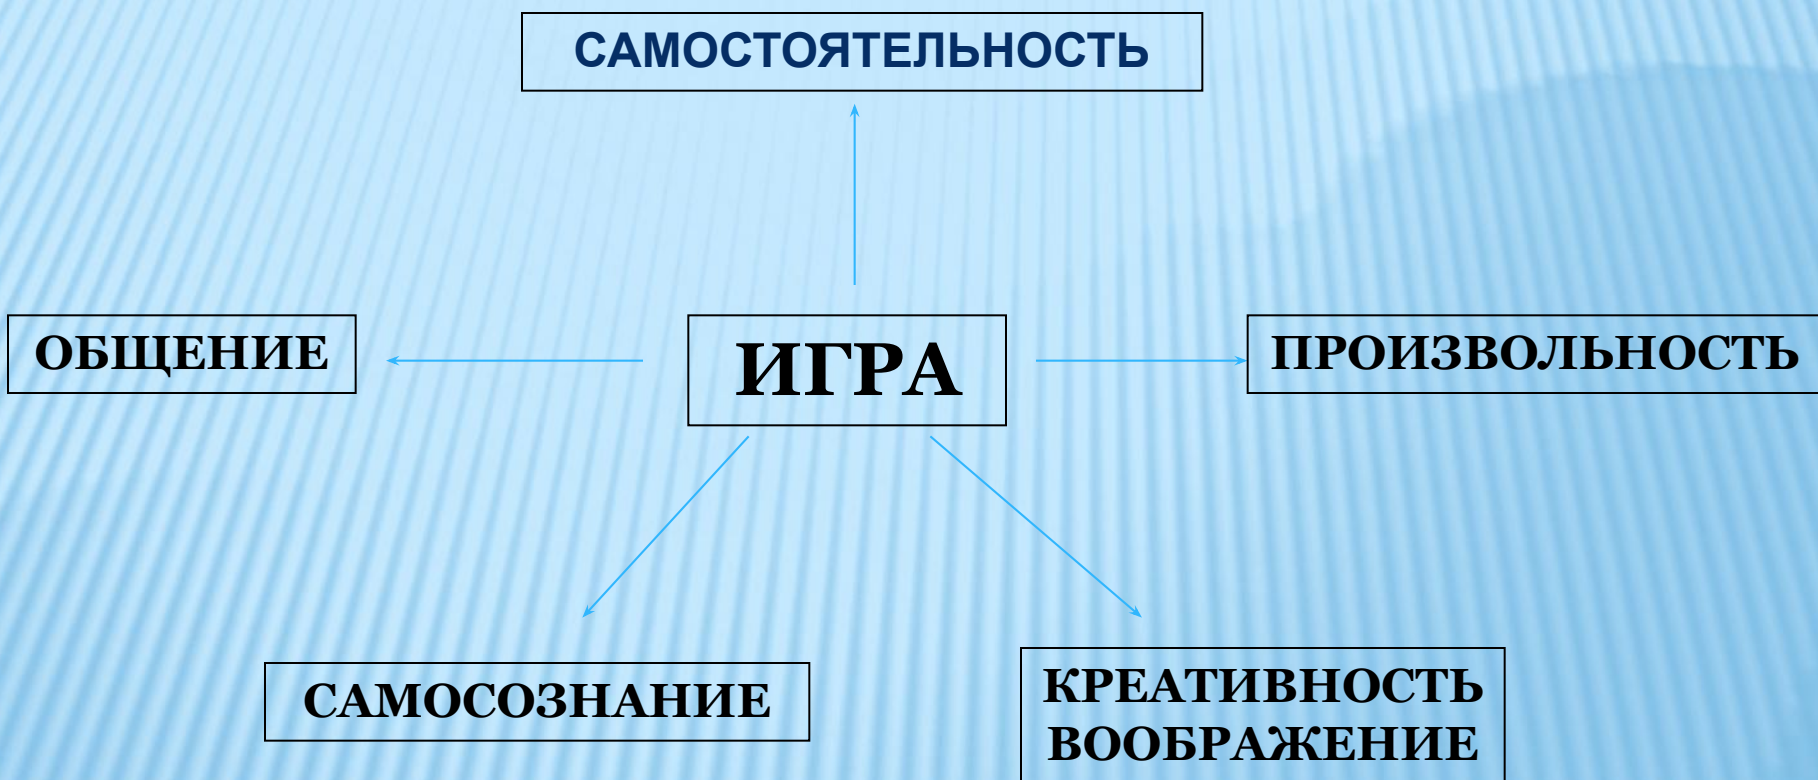 САМОСТОЯТЕЛЬНОСТЬ
ОБЩЕНИЕ
ИГРА
ПРОИЗВОЛЬНОСТЬ
САМОСОЗНАНИЕ
КРЕАТИВНОСТЬ
ВООБРАЖЕНИЕ